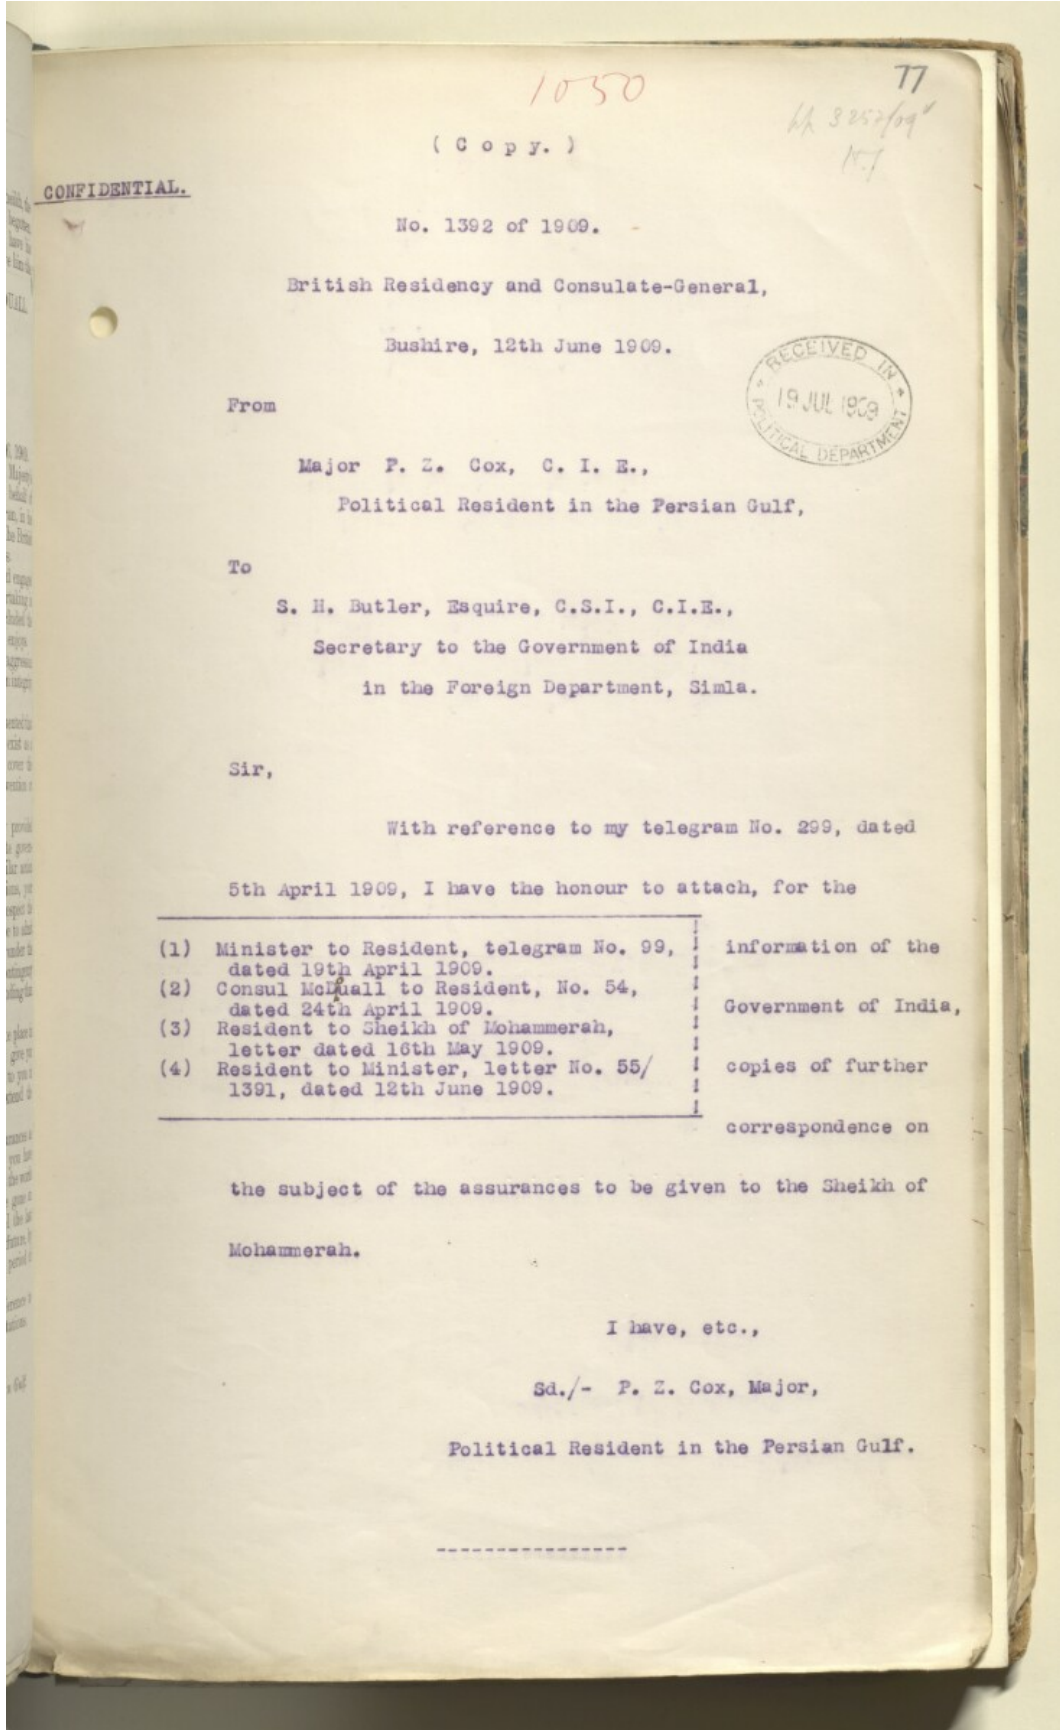 1050
77
( C o p y. )
CONFIDENTIAL.
No. 1392 of 1909.
British Residency and Consulate-General,
Bushire, 12th June 1909.
RECEIVED IN
19 JUL 1909
POLITICAL DEPARTMENT
From
Major P. Z. Cox, C. I. E.,
Political Resident in the Persian Gulf,
To
S. H. Butler, Esquire, C.S.I., C.I.E.,
Secretary to the Government of India
in the Foreign Department, Simla.
Sir,
With reference to my telegram No. 299, dated
5th April 1909, I have the honour to attach, for the
(1) Minister to Resident, telegram No. 99,
dated 19th April 1909.
(2) Consul McDuall to Resident, No. 54,
dated 24th April 1909.
(3) Resident to Sheikh of Mohammerah,
letter dated 16th May 1909.
(4) Resident to Minister, letter No. 55/
1391, dated 12th June 1909.
information of the
Government of India,
copies of further
correspondence on
the subject of the assurances to be given to the Sheikh of
Mohammerah.
I have, etc.,
Sd./- P. Z. Cox, Major,
Political Resident in the Persian Gulf.